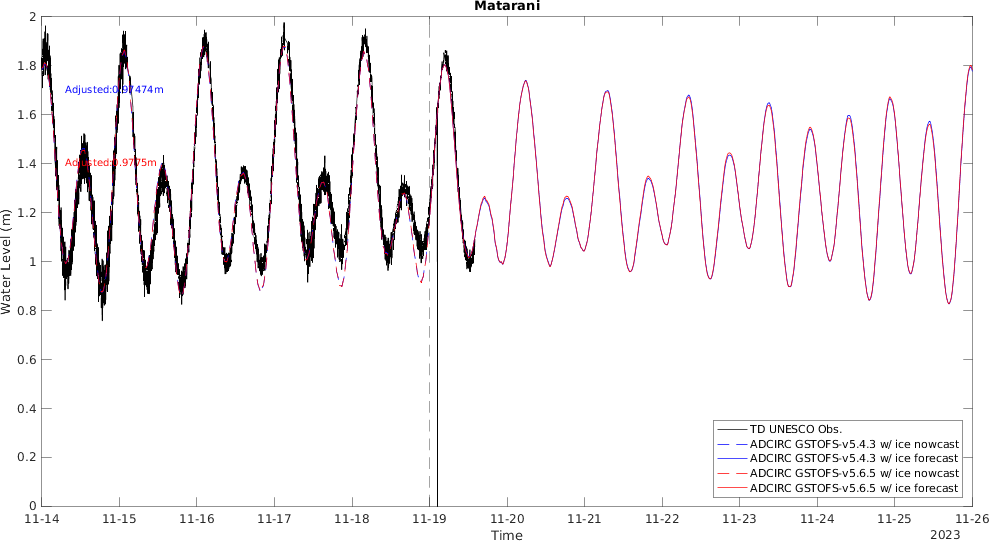 Matarani
2
1.8
1.6
1.4
1.2
1
0.8
0.6
0.4
0.2
0
Water Level (m)
Adjusted:0.97474m
Adjusted:0.9775m
TD UNESCO Obs.
ADCIRC GSTOFS-v5.4.3 w/ ice nowcast
ADCIRC GSTOFS-v5.4.3 w/ ice forecast
ADCIRC GSTOFS-v5.6.5 w/ ice nowcast
ADCIRC GSTOFS-v5.6.5 w/ ice forecast
11-14 11-15 11-16 11-17 11-18 11-19 11-20 11-21 11-22 11-23 11-24 11-25 11-26
Time
2023